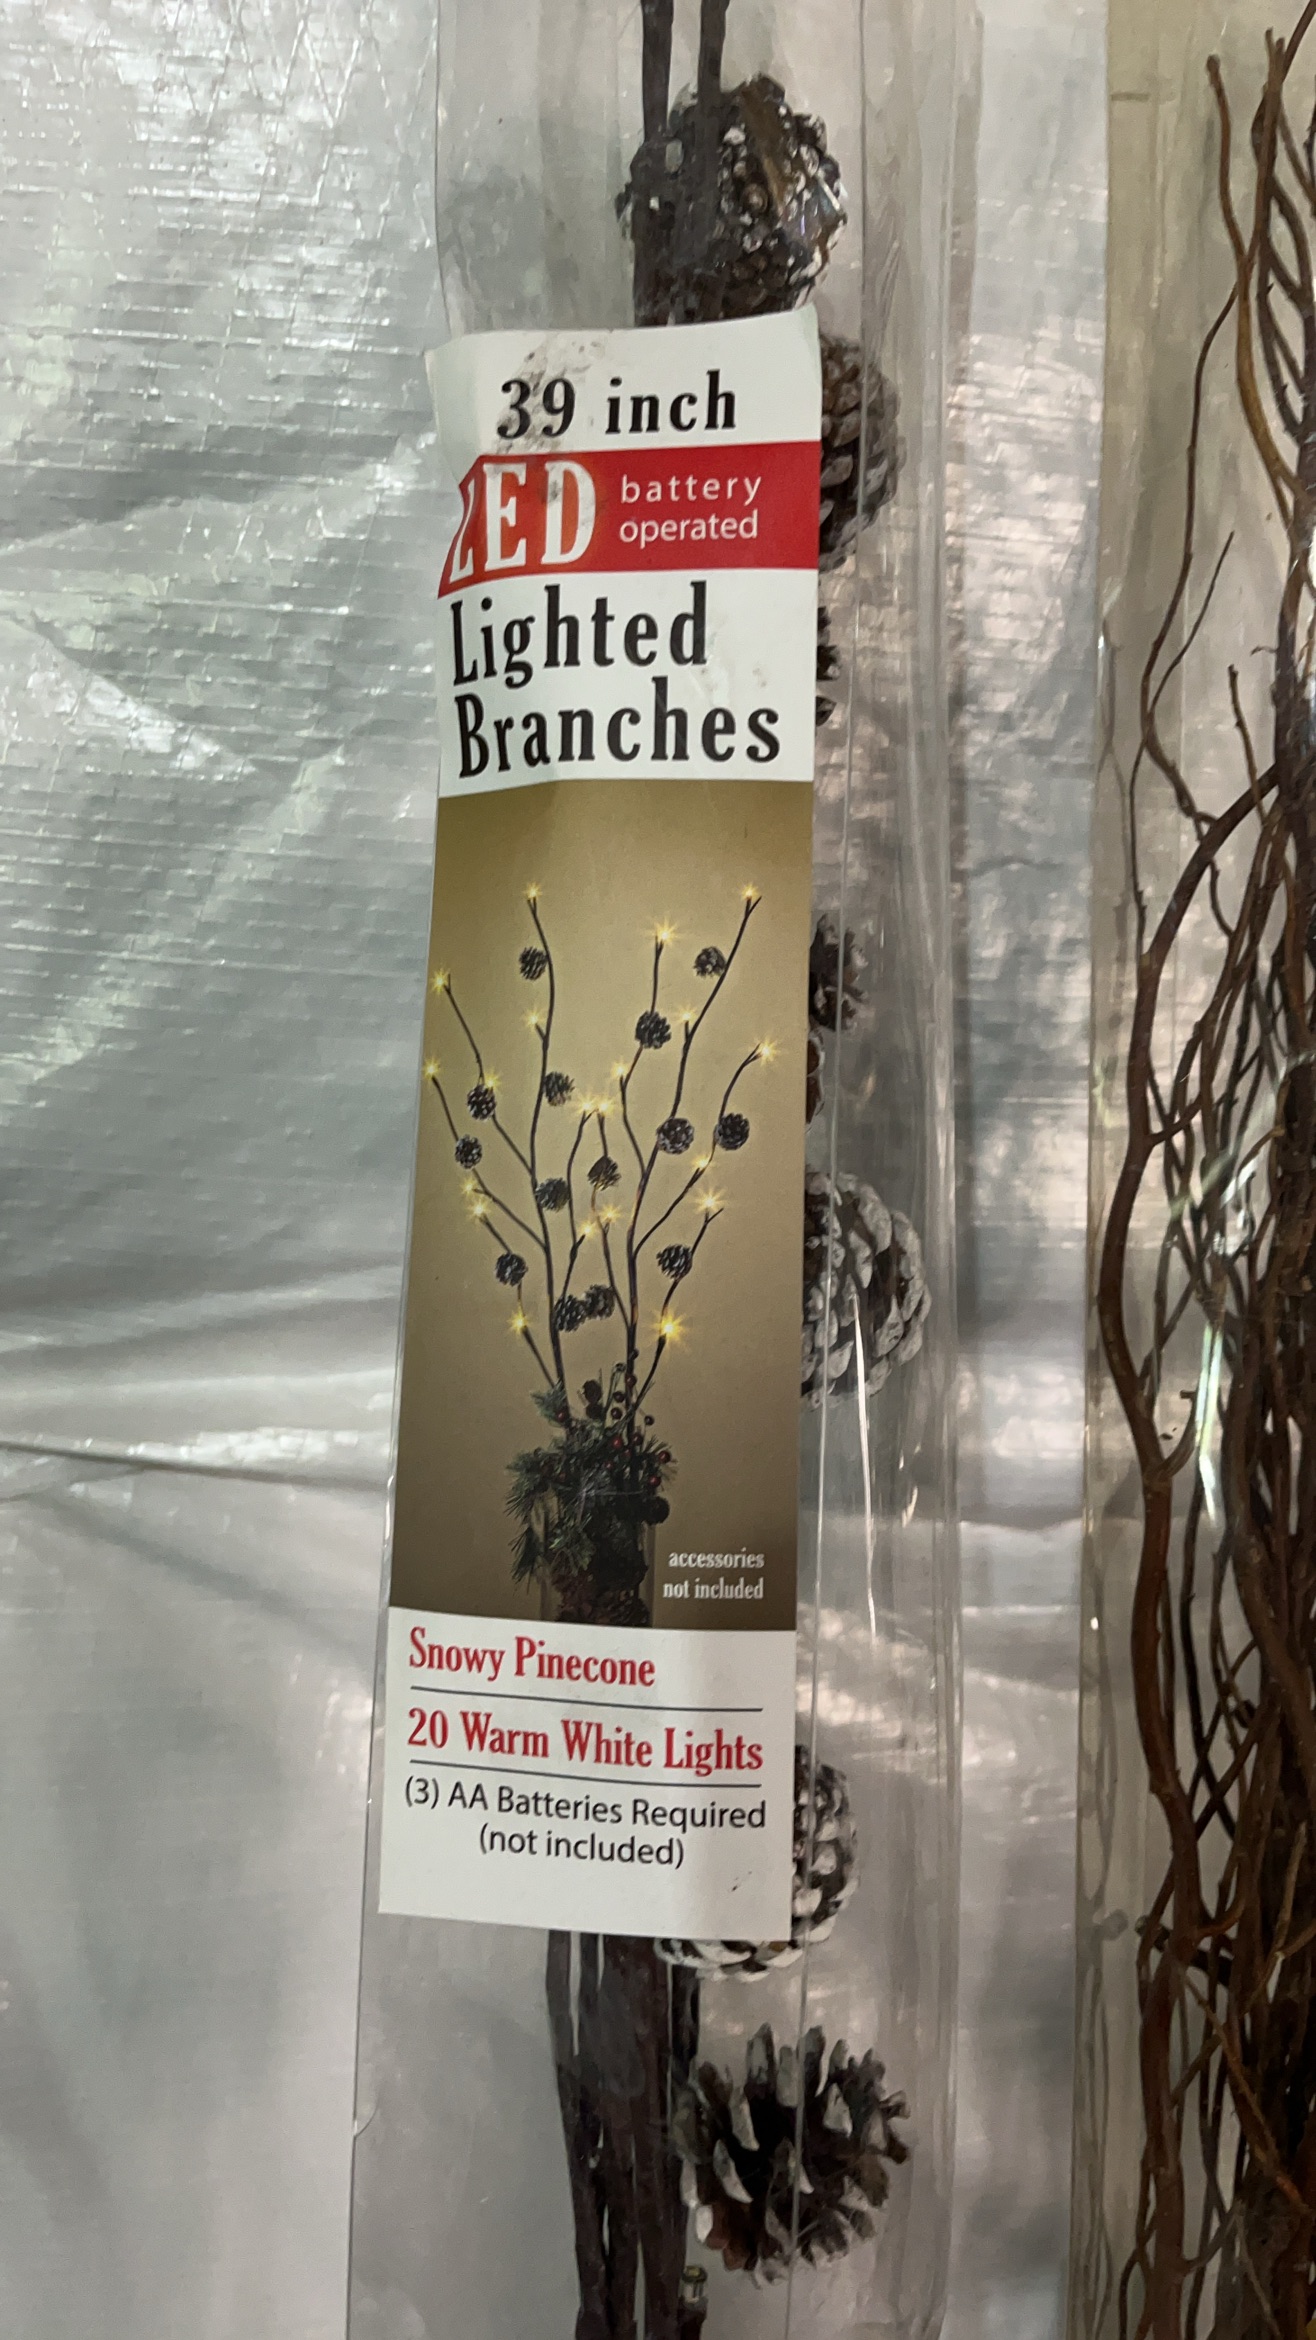 39 inch
LED battery
operated
Lighted
Branches
accessories
not included
Snowy Pinecone
20 Warm White Lights
(3) AA Batteries Required
(not included)